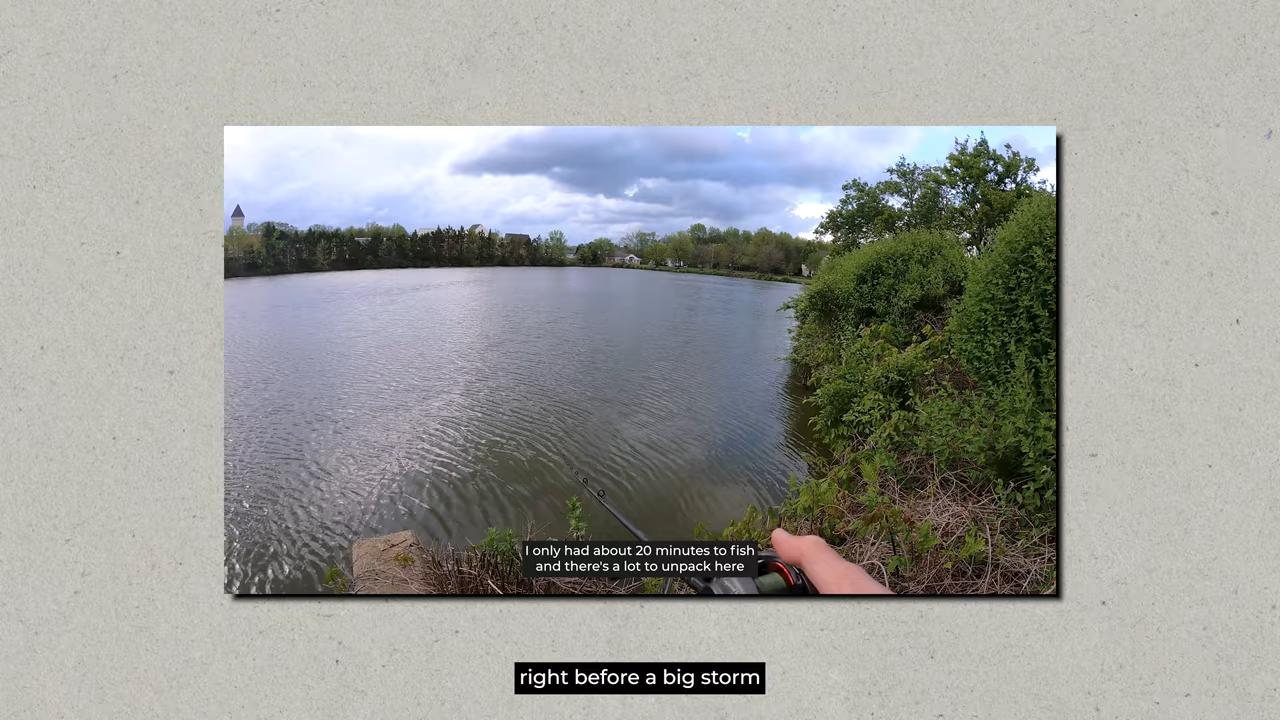 I only had about 20 minutes to fish
and there's a lot to unpack here
right before a big storm